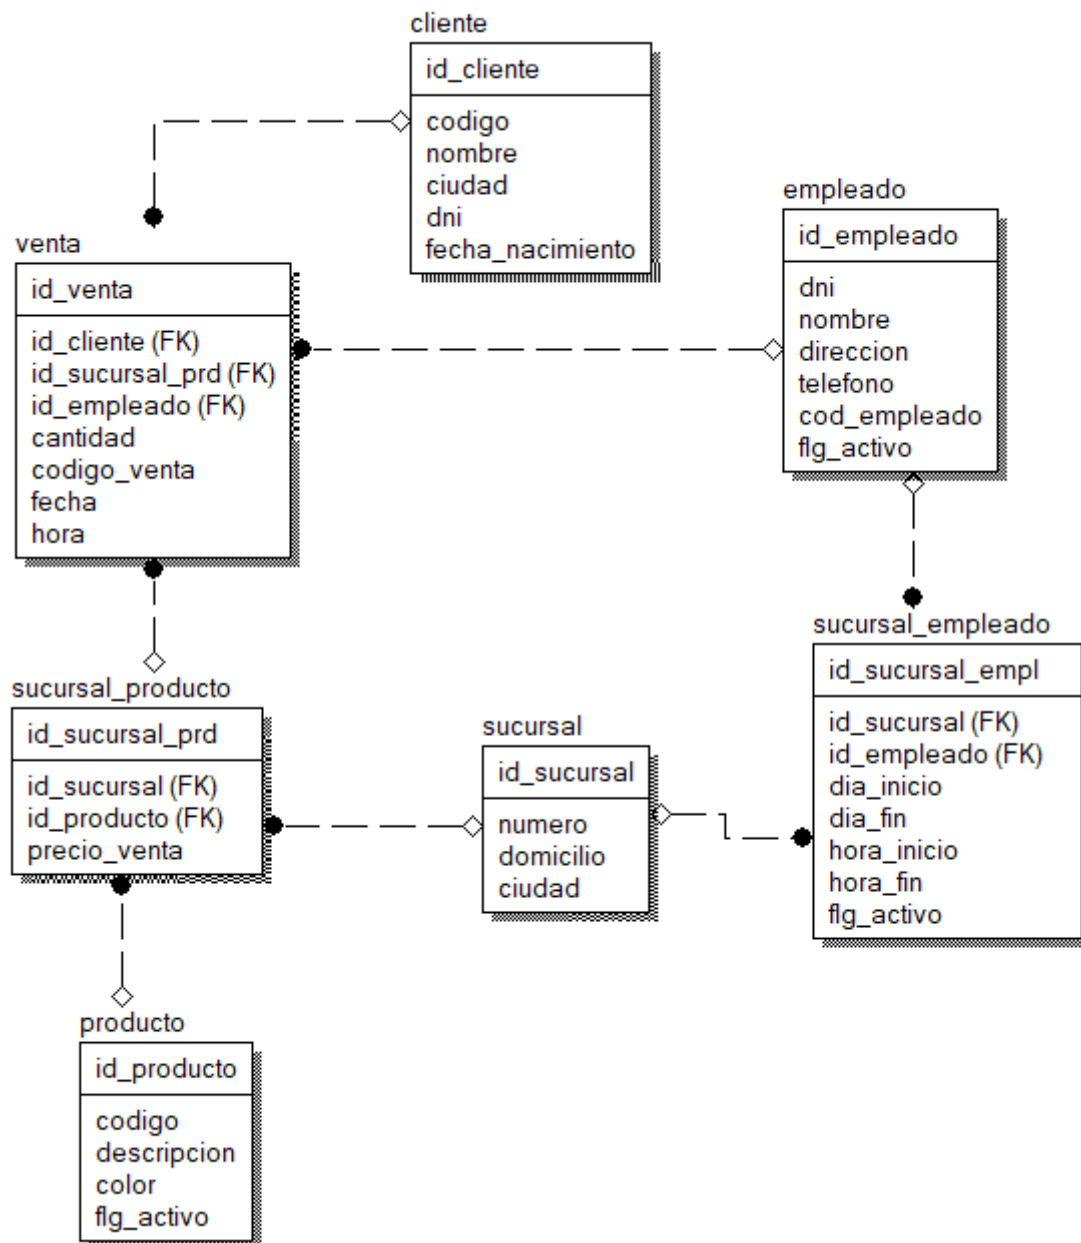 cliente
id_cliente
codigo
nombre
ciudad
dni
fecha_nacimiento
empleado
id_empleado
dni
nombre
direccion
telefono
cod_empleado
flg_activo
venta
id_venta
id_cliente (FK)
id_sucursal_prd (FK)
id_empleado (FK)
cantidad
codigo_venta
fecha
hora
sucursal_empleado
id_sucursal_empl
id_sucursal (FK)
id_empleado (FK)
dia_inicio
dia_fin
hora_inicio
hora_fin
flg_activo
sucursal_producto
id_sucursal_prd
id_sucursal (FK)
id_producto (FK)
precio_venta
sucursal
id_sucursal
numero
domicilio
ciudad
producto
id_producto
codigo
descripcion
color
flg_activo